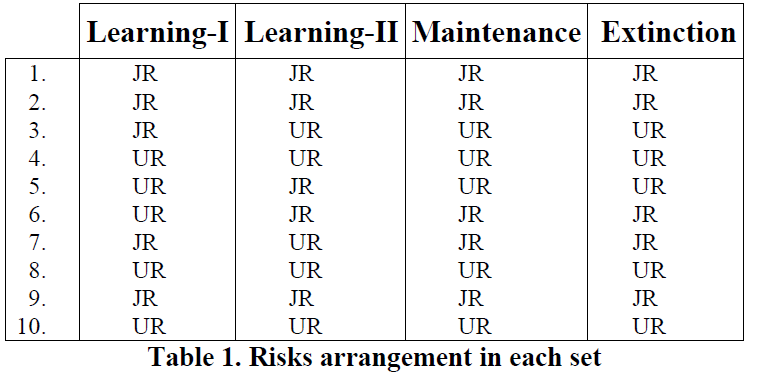 Learning-I Learning-II Maintenance Extinction
1. JR JR JR JR
2. JR JR JR JR
3. JR UR UR UR
4. UR UR UR UR
5. UR JR UR UR
6. UR JR JR JR
7. JR UR JR JR
8. UR UR UR UR
9. JR JR JR JR
10. UR UR UR UR
Table 1. Risks arrangement in each set